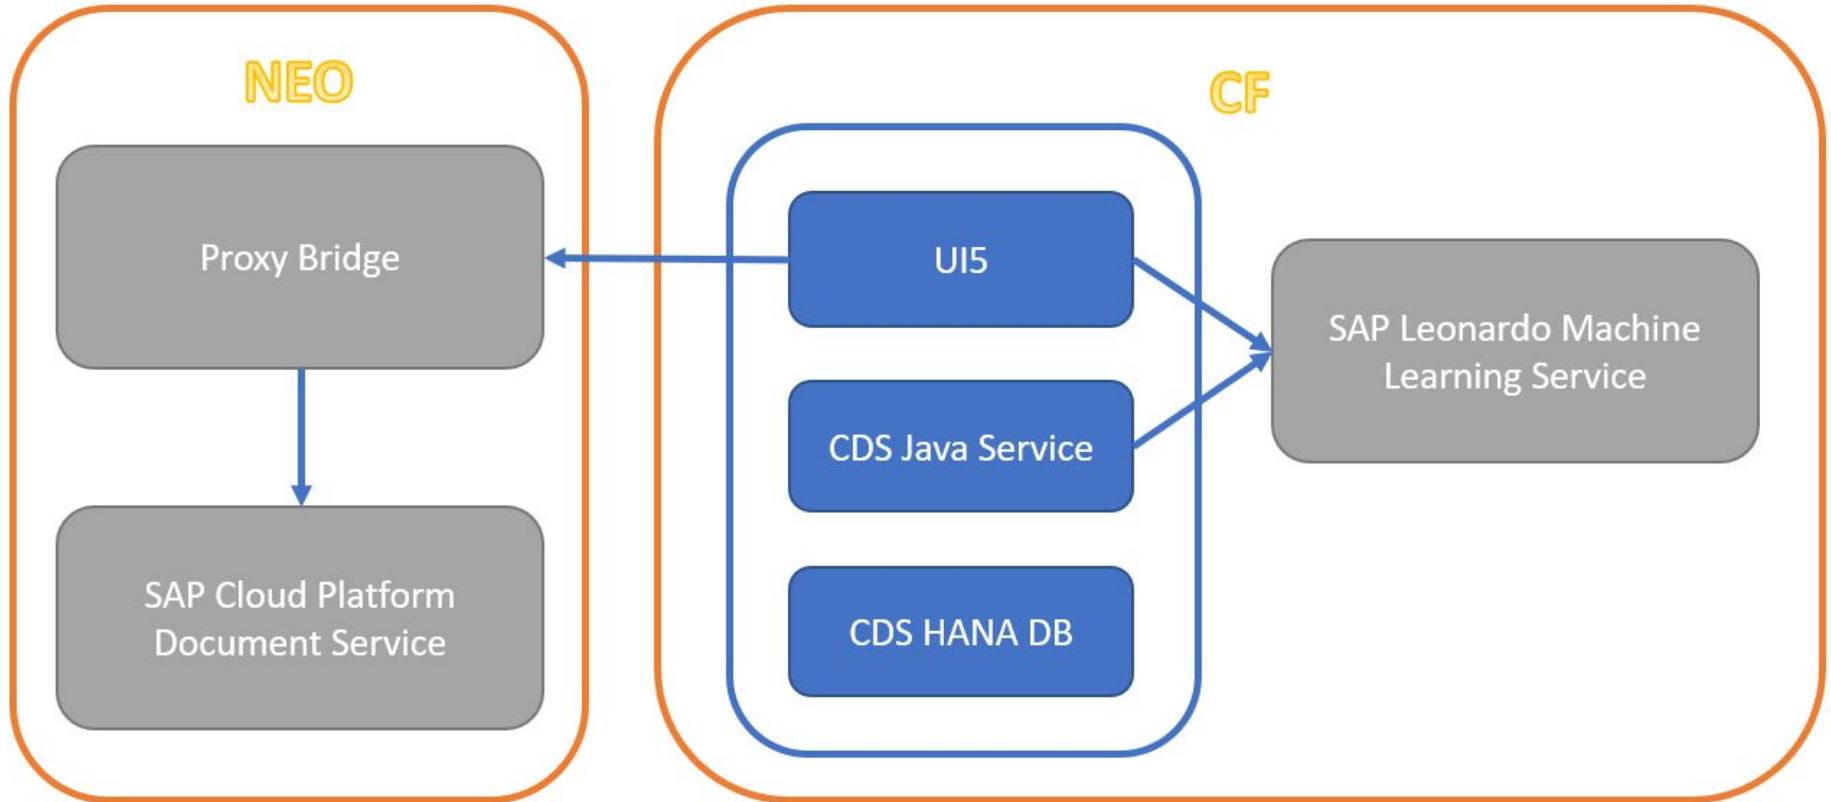 NEO
Proxy Bridge
SAP Cloud Platform
Document Service
CF
UI5
CDS Java Service
CDS HANA DB
SAP Leonardo Machine
Learning Service